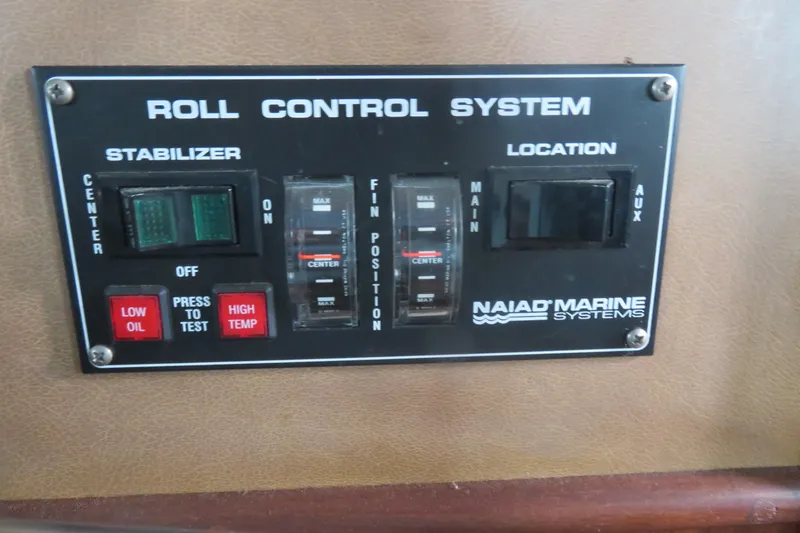 ROLL CONTROL SYSTEM
STABILIZER
LOCATION
CENTER
ON
OFF
LOW
OIL
PRESS
TO
TEST
HIGH
TEMP
MAX
CENTER
MAX
FIN POSITION
MAX
CENTER
MAX
MAIN
AUX
NAIAD® MARINE
SYSTEMS